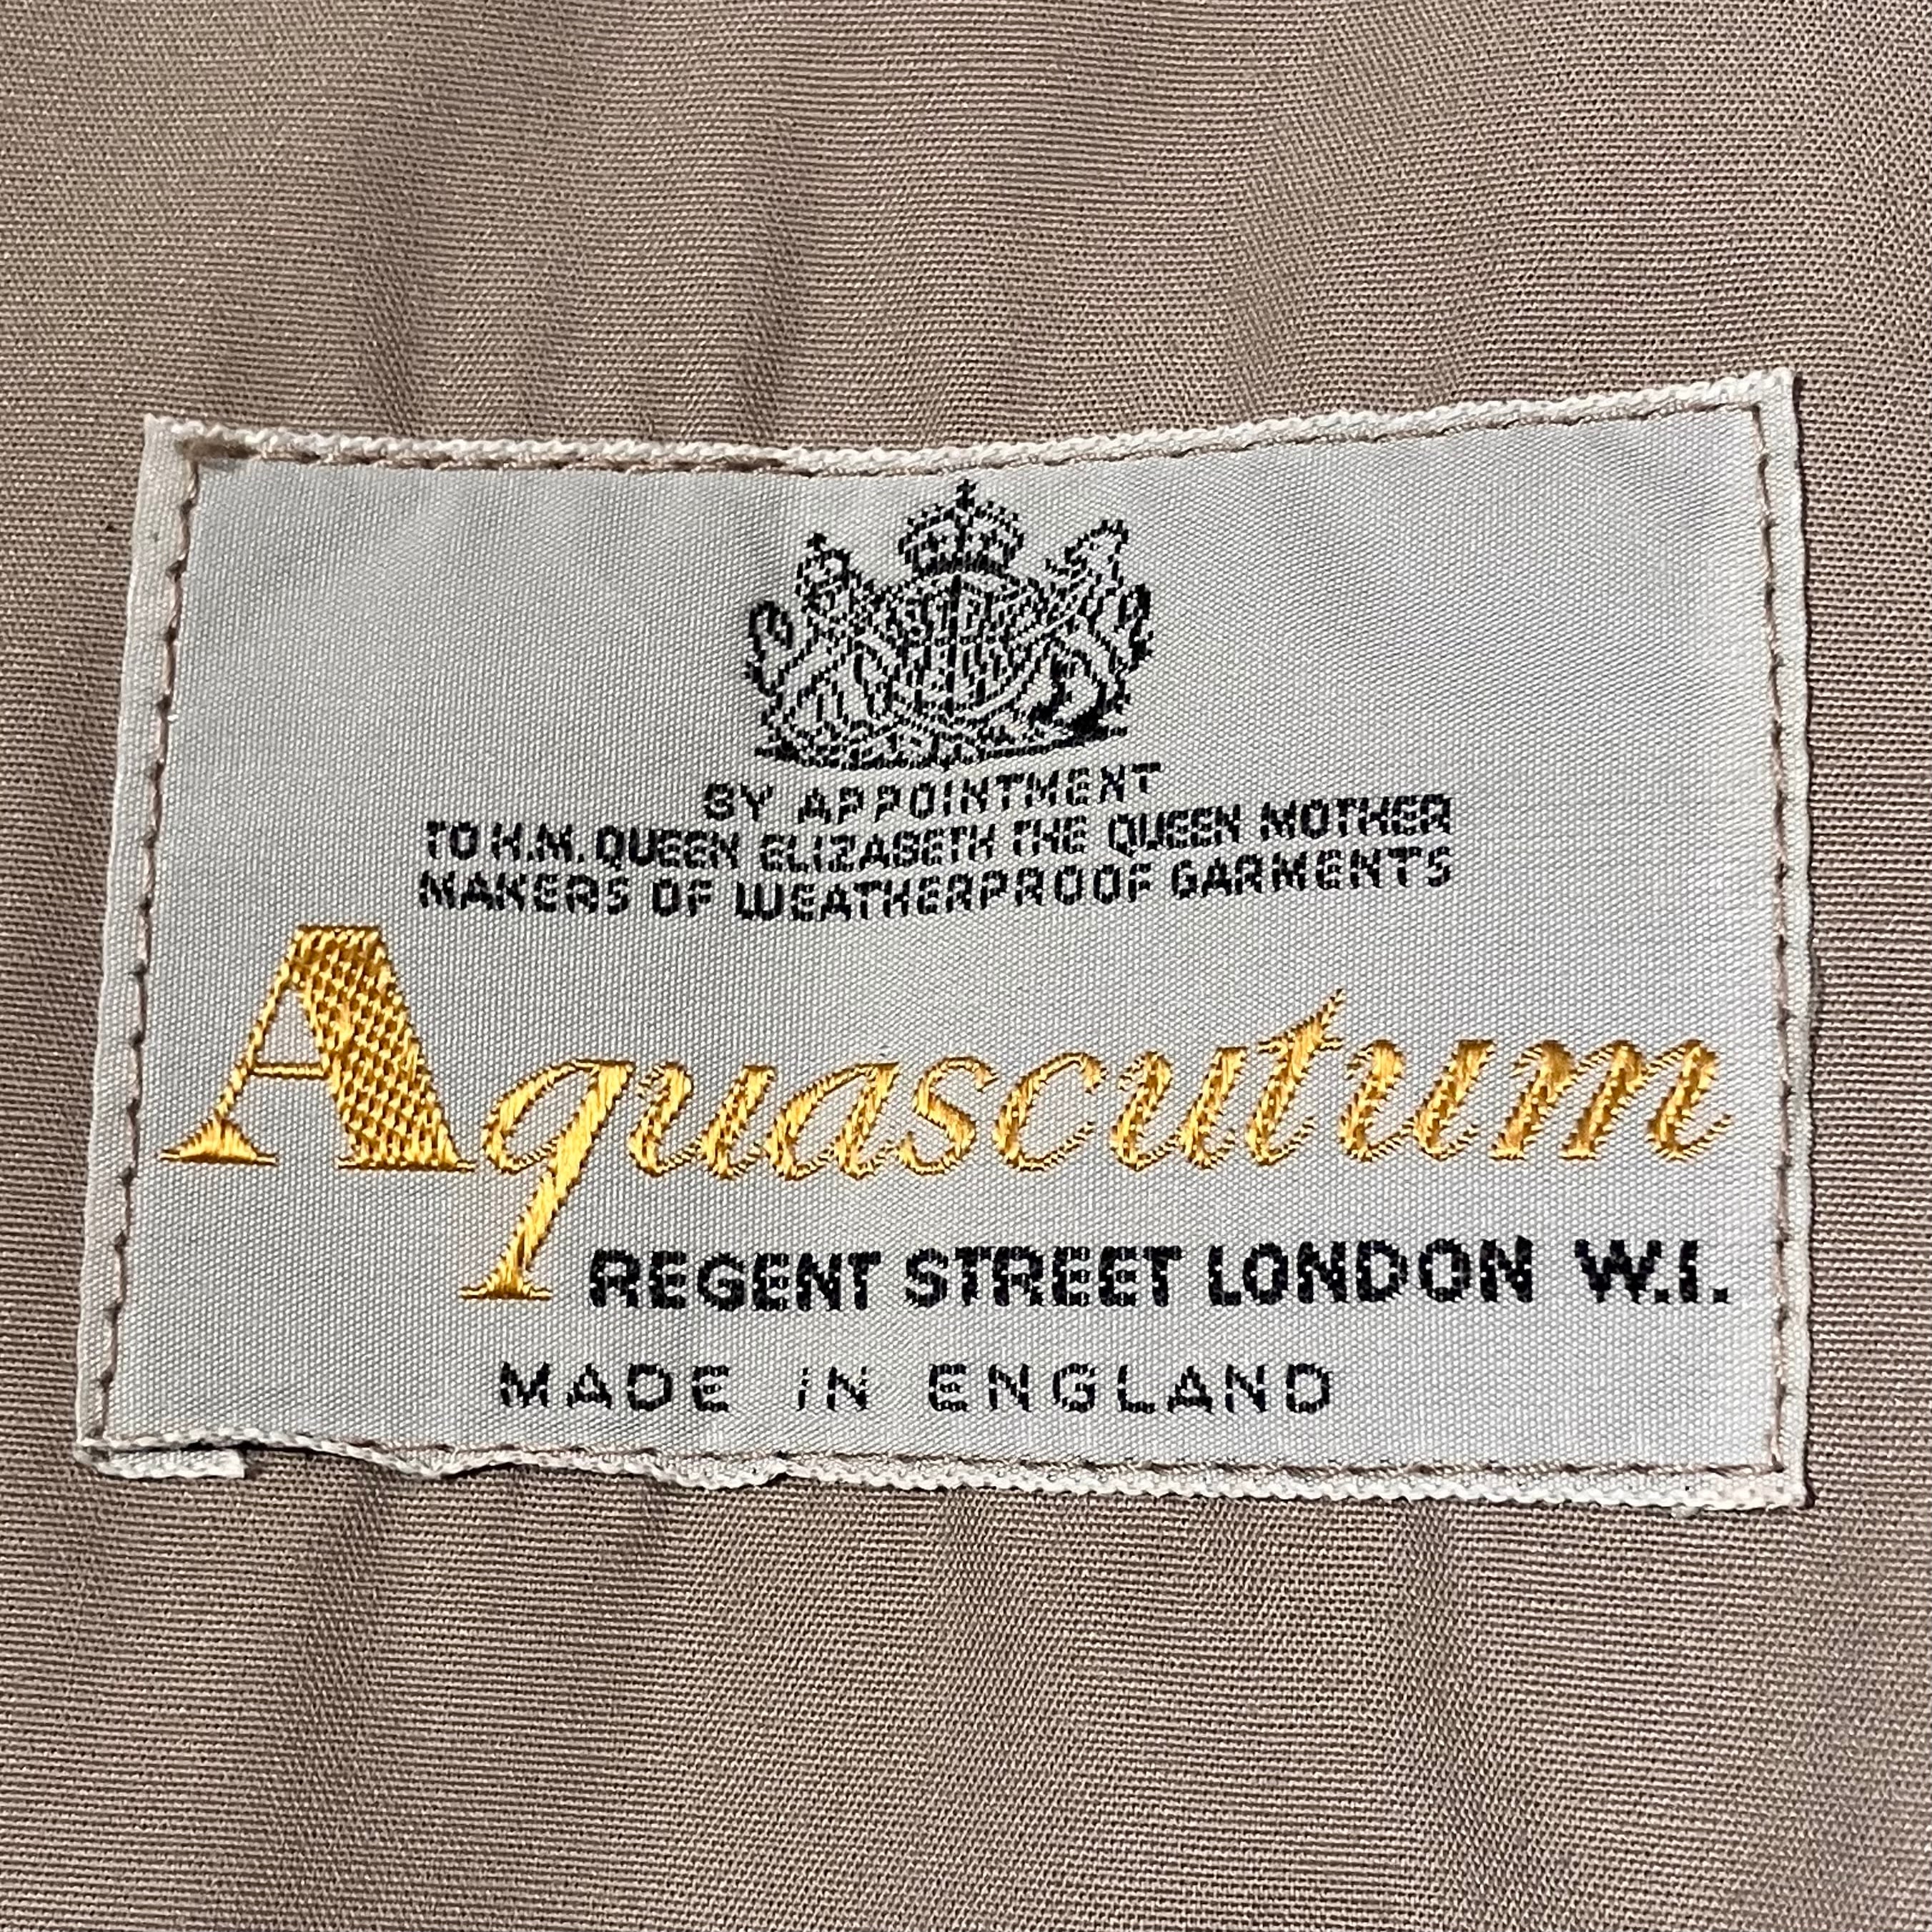 BY APPOINTMENT
TO H.M. QUEEN ELIZABETH THE QUEEN MOTHER
MAKERS OF WEATHERPROOF GARMENTS
Aquascutum
REGENT STREET LONDON W.I.
MADE IN ENGLAND